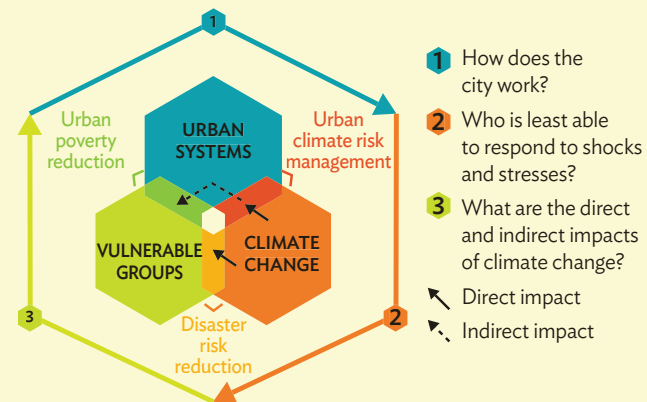 1
Urban
poverty
reduction
URBAN
SYSTEMS
Urban
climate risk
management
VULNERABLE
GROUPS
CLIMATE
CHANGE
3
2
Disaster
risk
reduction
1 How does the
city work?
2 Who is least able
to respond to shocks
and stresses?
3 What are the direct
and indirect impacts
of climate change?
Direct impact
Indirect impact